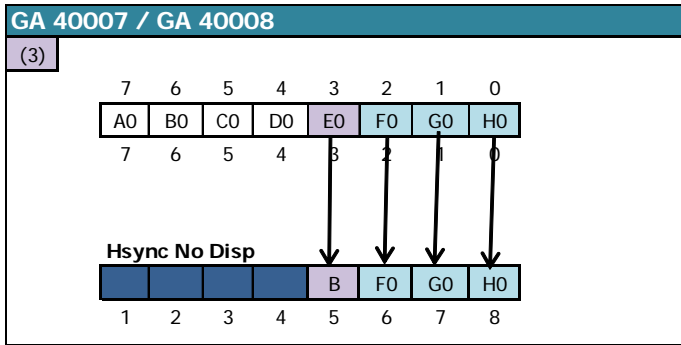 GA 40007 / GA 40008
(3)
7 6 5 4 3 2 1 0
A0 B0 C0 D0 E0 F0 G0 H0
7 6 5 4 3 2 1 0
Hsync No Disp
B F0 G0 H0
1 2 3 4 5 6 7 8